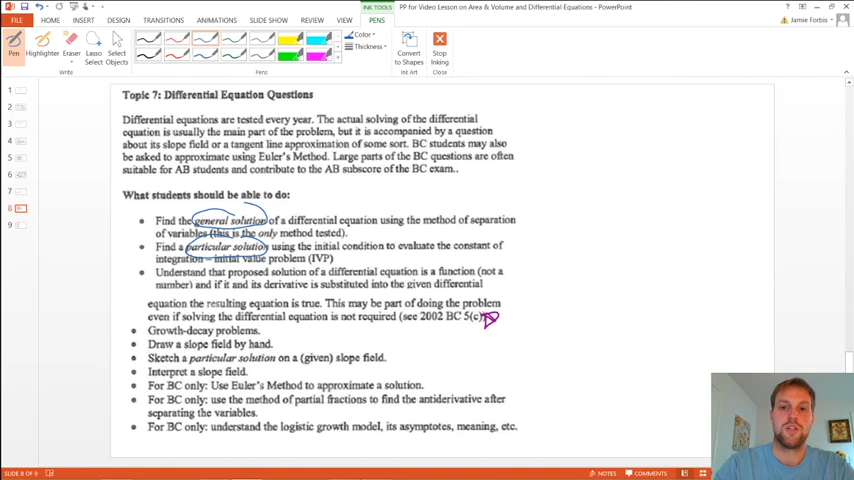 INK TOOLS
PP for Video Lesson on Area & Volume and Differential Equations - PowerPoint
FILE HOME INSERT DESIGN TRANSITIONS ANIMATIONS SLIDE SHOW REVIEW VIEW PENS
Jamie Forbis
Pen Highlighter Eraser Lasso Select Select Objects
Color
Thickness
Convert to Shapes
Stop Inking
Write Pens Ink Art Close
1
2
3
4
5
6
7
8
9
Topic 7: Differential Equation Questions
Differential equations are tested every year. The actual solving of the differential
equation is usually the main part of the problem, but it is accompanied by a question
about its slope field or a tangent line approximation of some sort. BC students may also
be asked to approximate using Euler's Method. Large parts of the BC questions are often
suitable for AB students and contribute to the AB subscore of the BC exam..
What students should be able to do:
• Find the general solution of a differential equation using the method of separation
of variables (this is the only method tested).
• Find a particular solution using the initial condition to evaluate the constant of
integration – initial value problem (IVP)
• Understand that proposed solution of a differential equation is a function (not a
number) and if it and its derivative is substituted into the given differential
equation the resulting equation is true. This may be part of doing the problem
even if solving the differential equation is not required (see 2002 BC 5(c))
• Growth-decay problems.
• Draw a slope field by hand.
• Sketch a particular solution on a (given) slope field.
• Interpret a slope field.
• For BC only: Use Euler's Method to approximate a solution.
• For BC only: use the method of partial fractions to find the antiderivative after
separating the variables.
• For BC only: understand the logistic growth model, its asymptotes, meaning, etc.
SLIDE 8 OF 9
NOTES COMMENTS